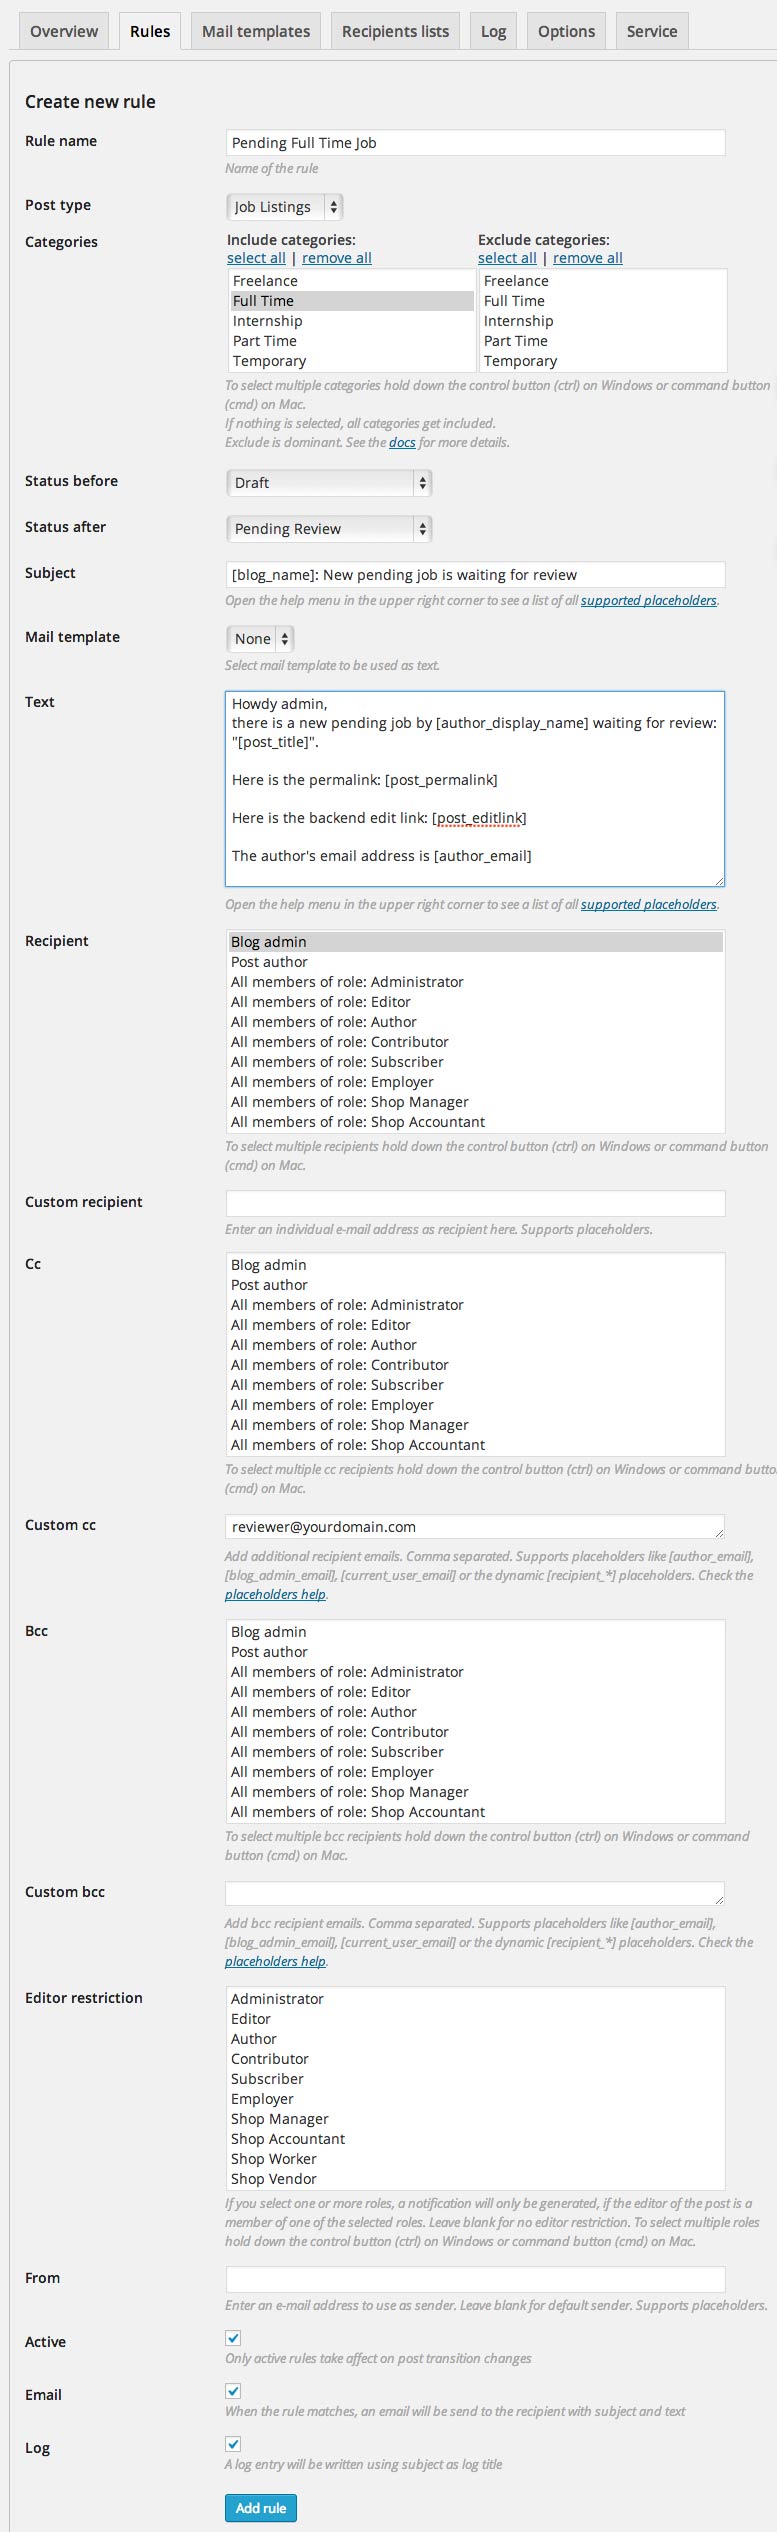 Overview Rules Mail templates Recipients lists Log Options Service
Create new rule
Rule name
Pending Full Time Job
Name of the rule
Post type
Job Listings
Categories
Include categories:
select all | remove all
Freelance
Full Time
Internship
Part Time
Temporary
Exclude categories:
select all | remove all
Freelance
Full Time
Internship
Part Time
Temporary
To select multiple categories hold down the control button (ctrl) on Windows or command button
(cmd) on Mac.
If nothing is selected, all categories get included.
Exclude is dominant. See the docs for more details.
Status before
Draft
Status after
Pending Review
Subject
[blog_name]: New pending job is waiting for review
Open the help menu in the upper right corner to see a list of all supported placeholders.
Mail template
None
Select mail template to be used as text.
Text
Howdy admin,
there is a new pending job by [author_display_name] waiting for review:
"[post_title]".
Here is the permalink: [post_permalink]
Here is the backend edit link: [post_editlink]
The author's email address is [author_email]
Open the help menu in the upper right corner to see a list of all supported placeholders.
Recipient
Blog admin
Post author
All members of role: Administrator
All members of role: Editor
All members of role: Author
All members of role: Contributor
All members of role: Subscriber
All members of role: Employer
All members of role: Shop Manager
All members of role: Shop Accountant
To select multiple recipients hold down the control button (ctrl) on Windows or command button
(cmd) on Mac.
Custom recipient
Enter an individual e-mail address as recipient here. Supports placeholders.
Cc
Blog admin
Post author
All members of role: Administrator
All members of role: Editor
All members of role: Author
All members of role: Contributor
All members of role: Subscriber
All members of role: Employer
All members of role: Shop Manager
All members of role: Shop Accountant
To select multiple cc recipients hold down the control button (ctrl) on Windows or command butto
(cmd) on Mac.
Custom cc
reviewer@yourdomain.com
Add additional recipient emails. Comma separated. Supports placeholders like [author_email],
[blog_admin_email], [current_user_email] or the dynamic [recipient_*] placeholders. Check the
placeholders help.
Bcc
Blog admin
Post author
All members of role: Administrator
All members of role: Editor
All members of role: Author
All members of role: Contributor
All members of role: Subscriber
All members of role: Employer
All members of role: Shop Manager
All members of role: Shop Accountant
To select multiple bcc recipients hold down the control button (ctrl) on Windows or command
button (cmd) on Mac.
Custom bcc
Add bcc recipient emails. Comma separated. Supports placeholders like [author_email],
[blog_admin_email], [current_user_email] or the dynamic [recipient_*] placeholders. Check the
placeholders help.
Editor restriction
Administrator
Editor
Author
Contributor
Subscriber
Employer
Shop Manager
Shop Accountant
Shop Worker
Shop Vendor
If you select one or more roles, a notification will only be generated, if the editor of the post is a
member of one of the selected roles. Leave blank for no editor restriction. To select multiple roles
hold down the control button (ctrl) on Windows or command button (cmd) on Mac.
From
Enter an e-mail address to use as sender. Leave blank for default sender. Supports placeholders.
Active
Only active rules take affect on post transition changes
Email
When the rule matches, an email will be send to the recipient with subject and text
Log
A log entry will be written using subject as log title
Add rule